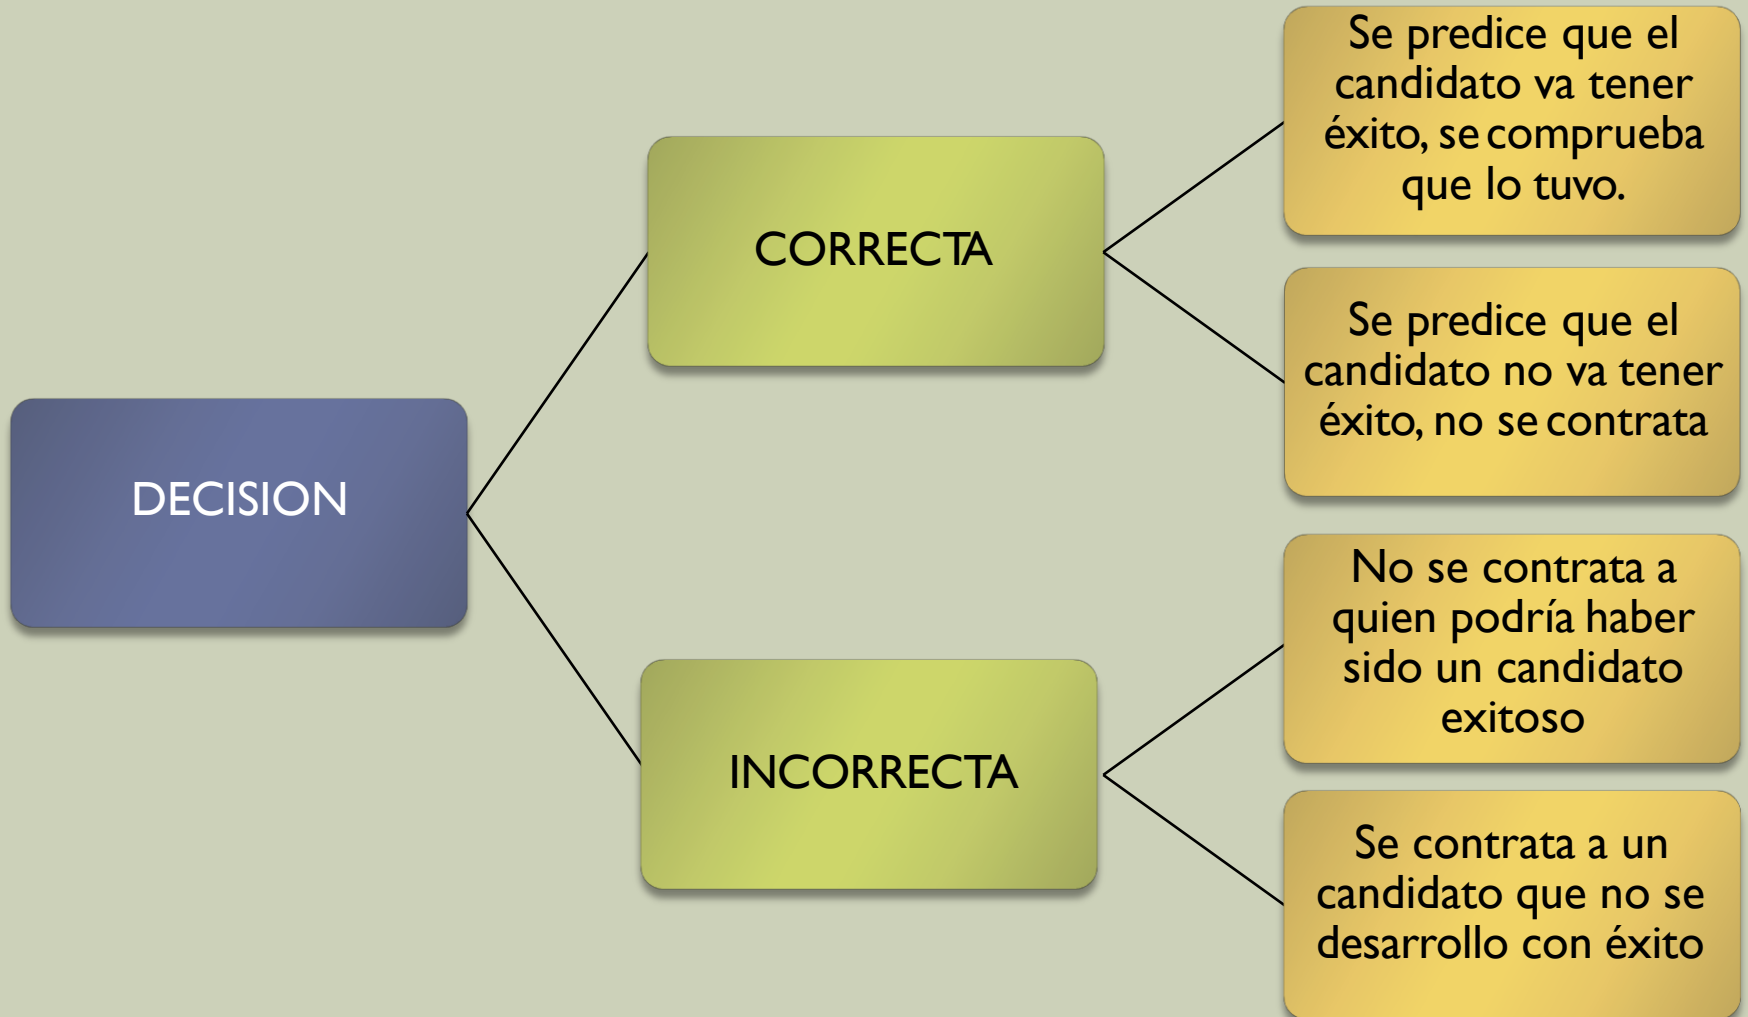 DECISION
CORRECTA
Se predice que el
candidato va tener
éxito, se comprueba
que lo tuvo.
Se predice que el
candidato no va tener
éxito, no se contrata
INCORRECTA
No se contrata a
quien podría haber
sido un candidato
exitoso
Se contrata a un
candidato que no se
desarrollo con éxito